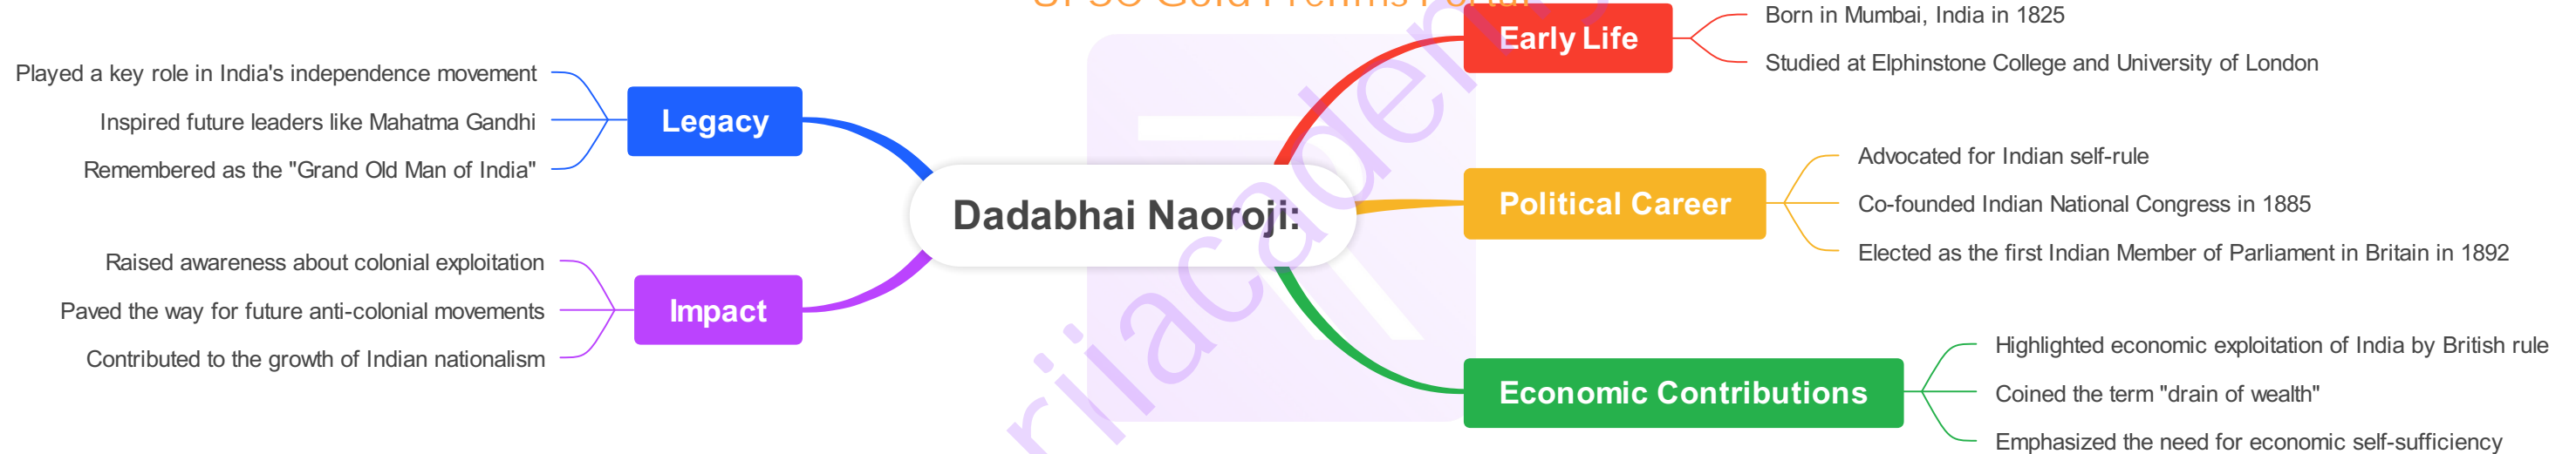 UPSC Gold Prelims Portal
Dadabhai Naoroji:
Early Life
Born in Mumbai, India in 1825
Studied at Elphinstone College and University of London
Political Career
Advocated for Indian self-rule
Co-founded Indian National Congress in 1885
Elected as the first Indian Member of Parliament in Britain in 1892
Economic Contributions
Highlighted economic exploitation of India by British rule
Coined the term "drain of wealth"
Emphasized the need for economic self-sufficiency
Legacy
Played a key role in India's independence movement
Inspired future leaders like Mahatma Gandhi
Remembered as the "Grand Old Man of India"
Impact
Raised awareness about colonial exploitation
Paved the way for future anti-colonial movements
Contributed to the growth of Indian nationalism